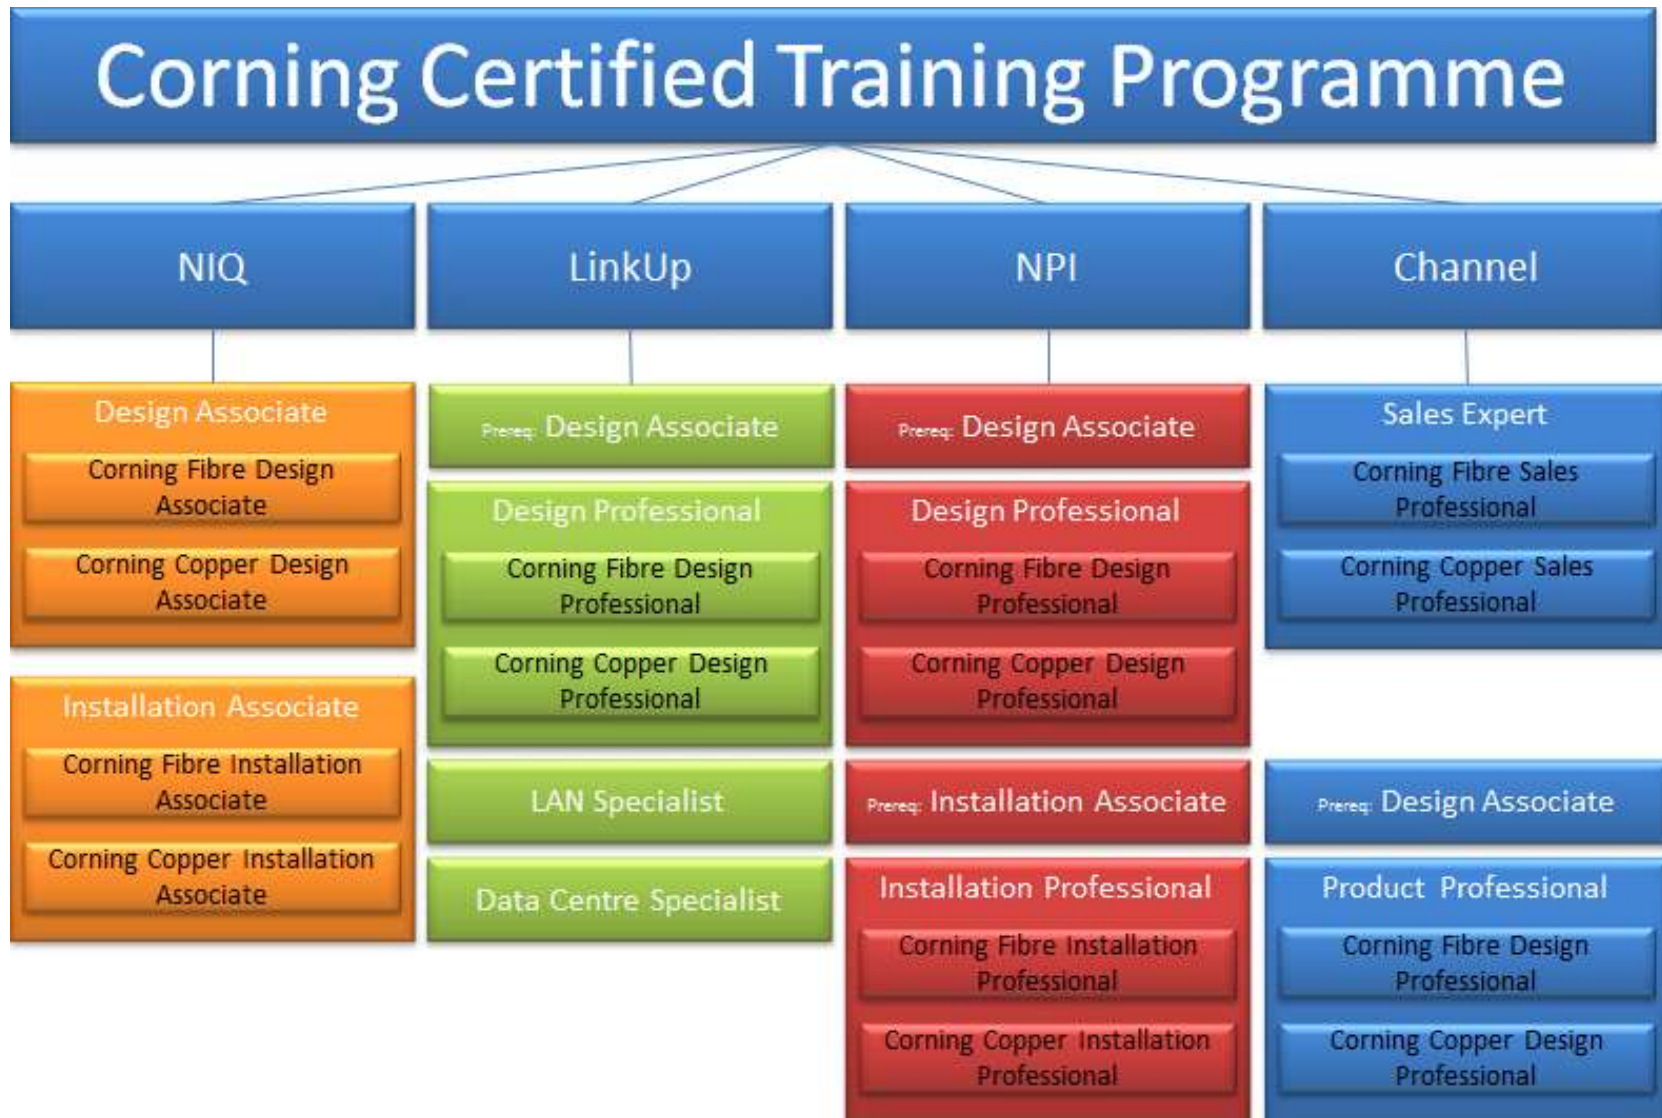 Corning Certified Training Programme
NIQ
LinkUp
NPI
Channel
Design Associate
Corning Fibre Design
Associate
Corning Copper Design
Associate
Installation Associate
Corning Fibre Installation
Associate
Corning Copper Installation
Associate
Prereq: Design Associate
Design Professional
Corning Fibre Design
Professional
Corning Copper Design
Professional
LAN Specialist
Data Centre Specialist
Prereq: Design Associate
Design Professional
Corning Fibre Design
Professional
Corning Copper Design
Professional
Prereq: Installation Associate
Installation Professional
Corning Fibre Installation
Professional
Corning Copper Installation
Professional
Sales Expert
Corning Fibre Sales
Professional
Corning Copper Sales
Professional
Prereq: Design Associate
Product Professional
Corning Fibre Design
Professional
Corning Copper Design
Professional